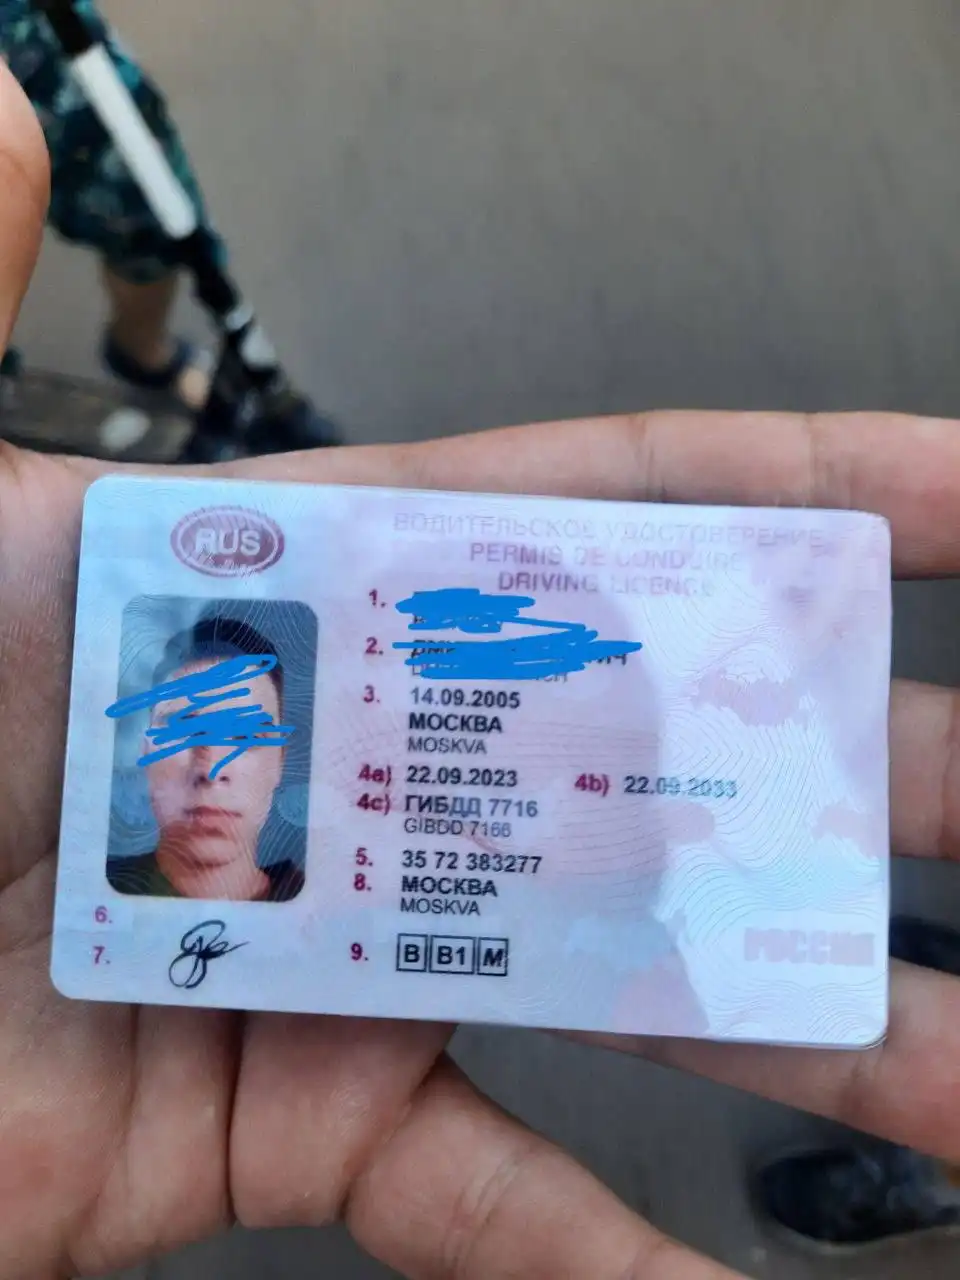 RUS
ВОДИТЕЛЬСКОЕ УДОСТОВЕРЕНИЕ
PERMIS DE CONDUIRE
DRIVING LICENCE
1.
2.
3. 14.09.2005
МОСКВА
MOSKVA
4a) 22.09.2023 4b) 22.09.2033
4c) ГИБДД 7716
GIBDD 7166
5. 35 72 383277
8. МОСКВА
MOSKVA
6.
7.
9. B B1 M
РОССИЯ